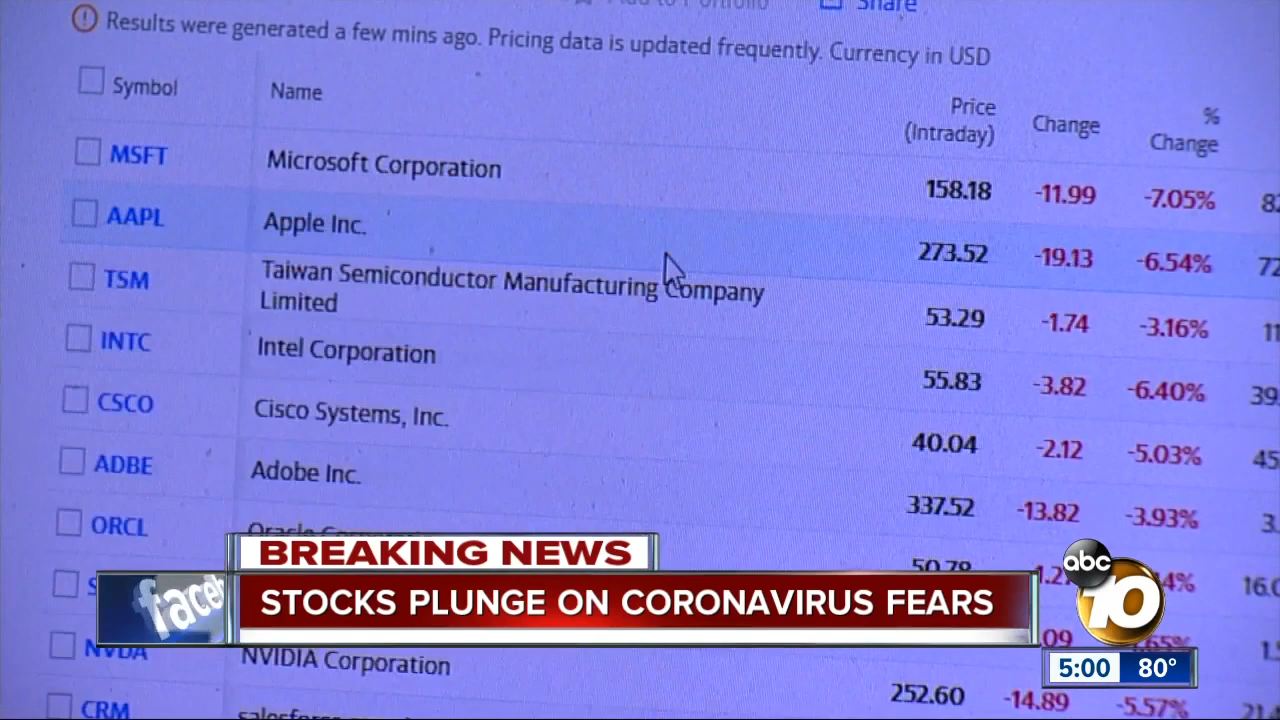 Share
Results were generated a few mins ago. Pricing data is updated frequently. Currency in USD
Symbol Name Price (Intraday) Change % Change
MSFT Microsoft Corporation 158.18 -11.99 -7.05%
AAPL Apple Inc. 273.52 -19.13 -6.54%
TSM Taiwan Semiconductor Manufacturing Company
Limited 53.29 -1.74 -3.16%
INTC Intel Corporation 55.83 -3.82 -6.40%
CSCO Cisco Systems, Inc. 40.04 -2.12 -5.03%
ADBE Adobe Inc. 337.52 -13.82 -3.93%
ORCL
NVDA NVIDIA Corporation 252.60 -14.89 -5.57%
CRM
BREAKING NEWS
STOCKS PLUNGE ON CORONAVIRUS FEARS
abc
10
5:00 80°